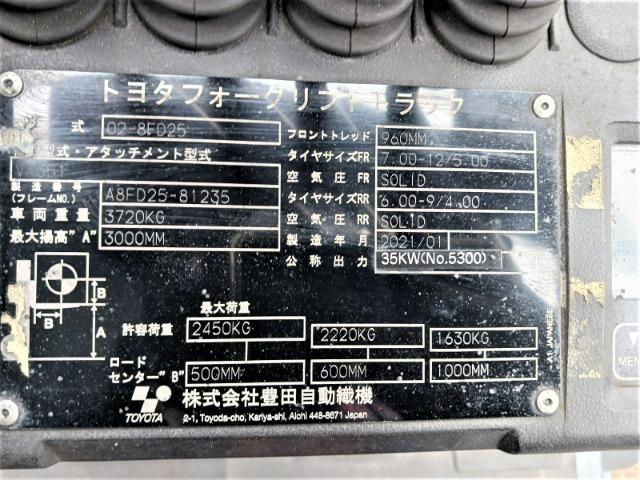 トヨタフォークリフトトラック
式 02-8FD25
型式・アタッチメント型式
製造番号
(フレームNO.) A8FD25-81235
車両重量 3720KG
最大揚高"A" 3000MM
フロントトレッド 960MM
タイヤサイズFR 7.00-12/5.00
空気圧FR SOLID
タイヤサイズRR 6.00-9/4.00
空気圧RR SOLID
製造年月 2021/01
公称出力 35KW(No.5300)
B
B
A
最大荷重
許容荷重 2450KG 2220KG 1630KG
ロード
センター"B" 500MM 600MM 1000MM
TOYOTA
株式会社豊田自動織機
2-1, Toyoda-cho, Kariya-shi, Aichi 448-8671 Japan
A1 JAPANESE